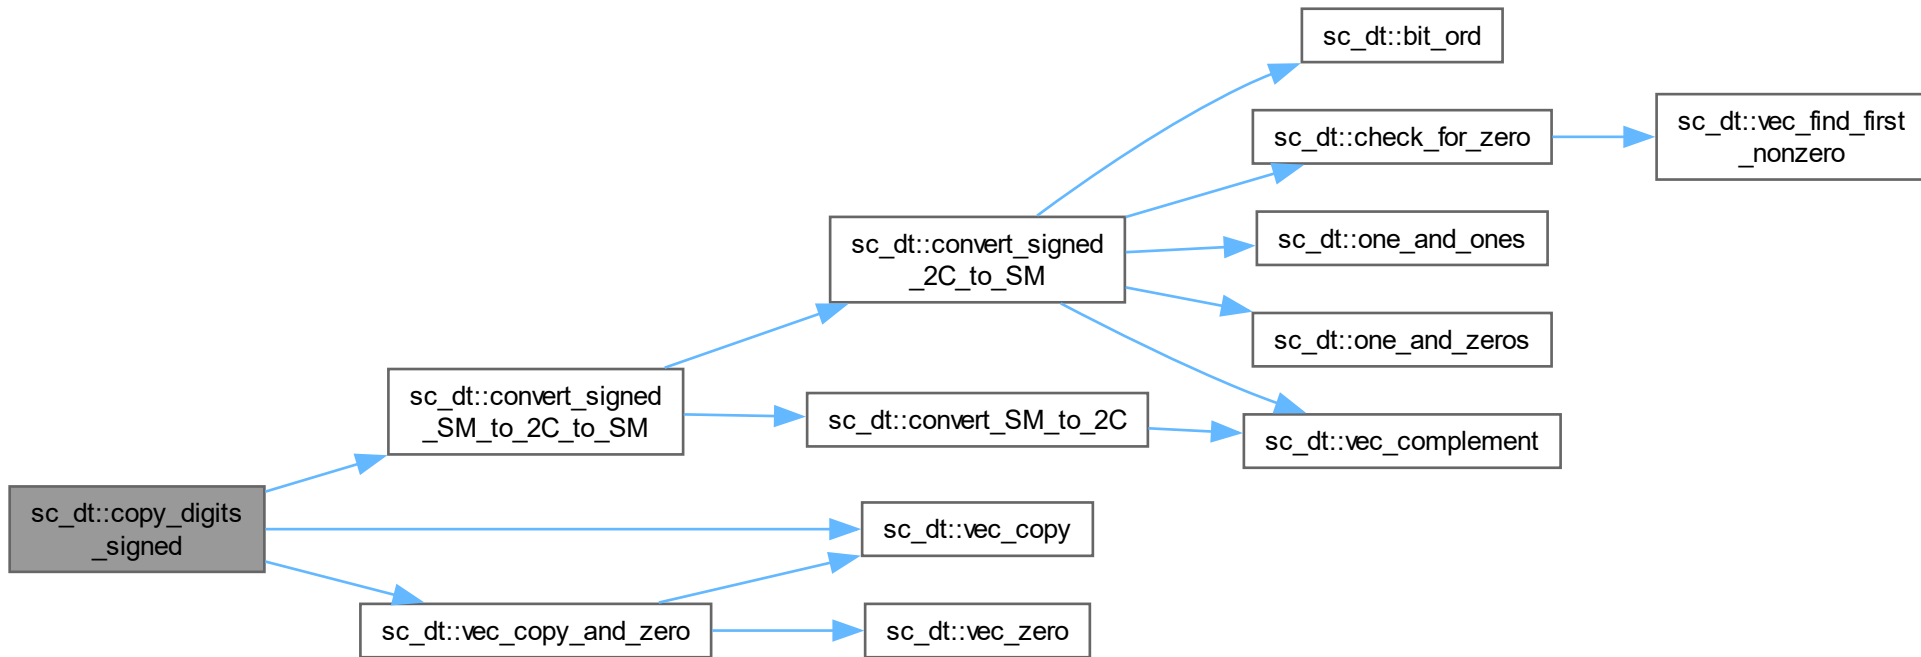 sc_dt::bit_ord
sc_dt::check_for_zero
sc_dt::vec_find_first
_nonzero
sc_dt::one_and_ones
sc_dt::convert_signed
_2C_to_SM
sc_dt::one_and_zeros
sc_dt::convert_signed
_SM_to_2C_to_SM
sc_dt::convert_SM_to_2C
sc_dt::vec_complement
sc_dt::copy_digits
_signed
sc_dt::vec_copy
sc_dt::vec_copy_and_zero
sc_dt::vec_zero